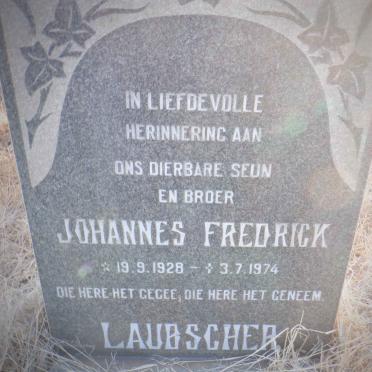 IN LIEFDEVOLLE
HERINNERING AAN
ONS DIERBARE SEUN
EN BROER
JOHANNES FREDRICK
☆ 19.9.1928 - ✝ 3.7.1974
DIE HERE HET GEGEE, DIE HERE HET GENEEM.
LAUBSCHER